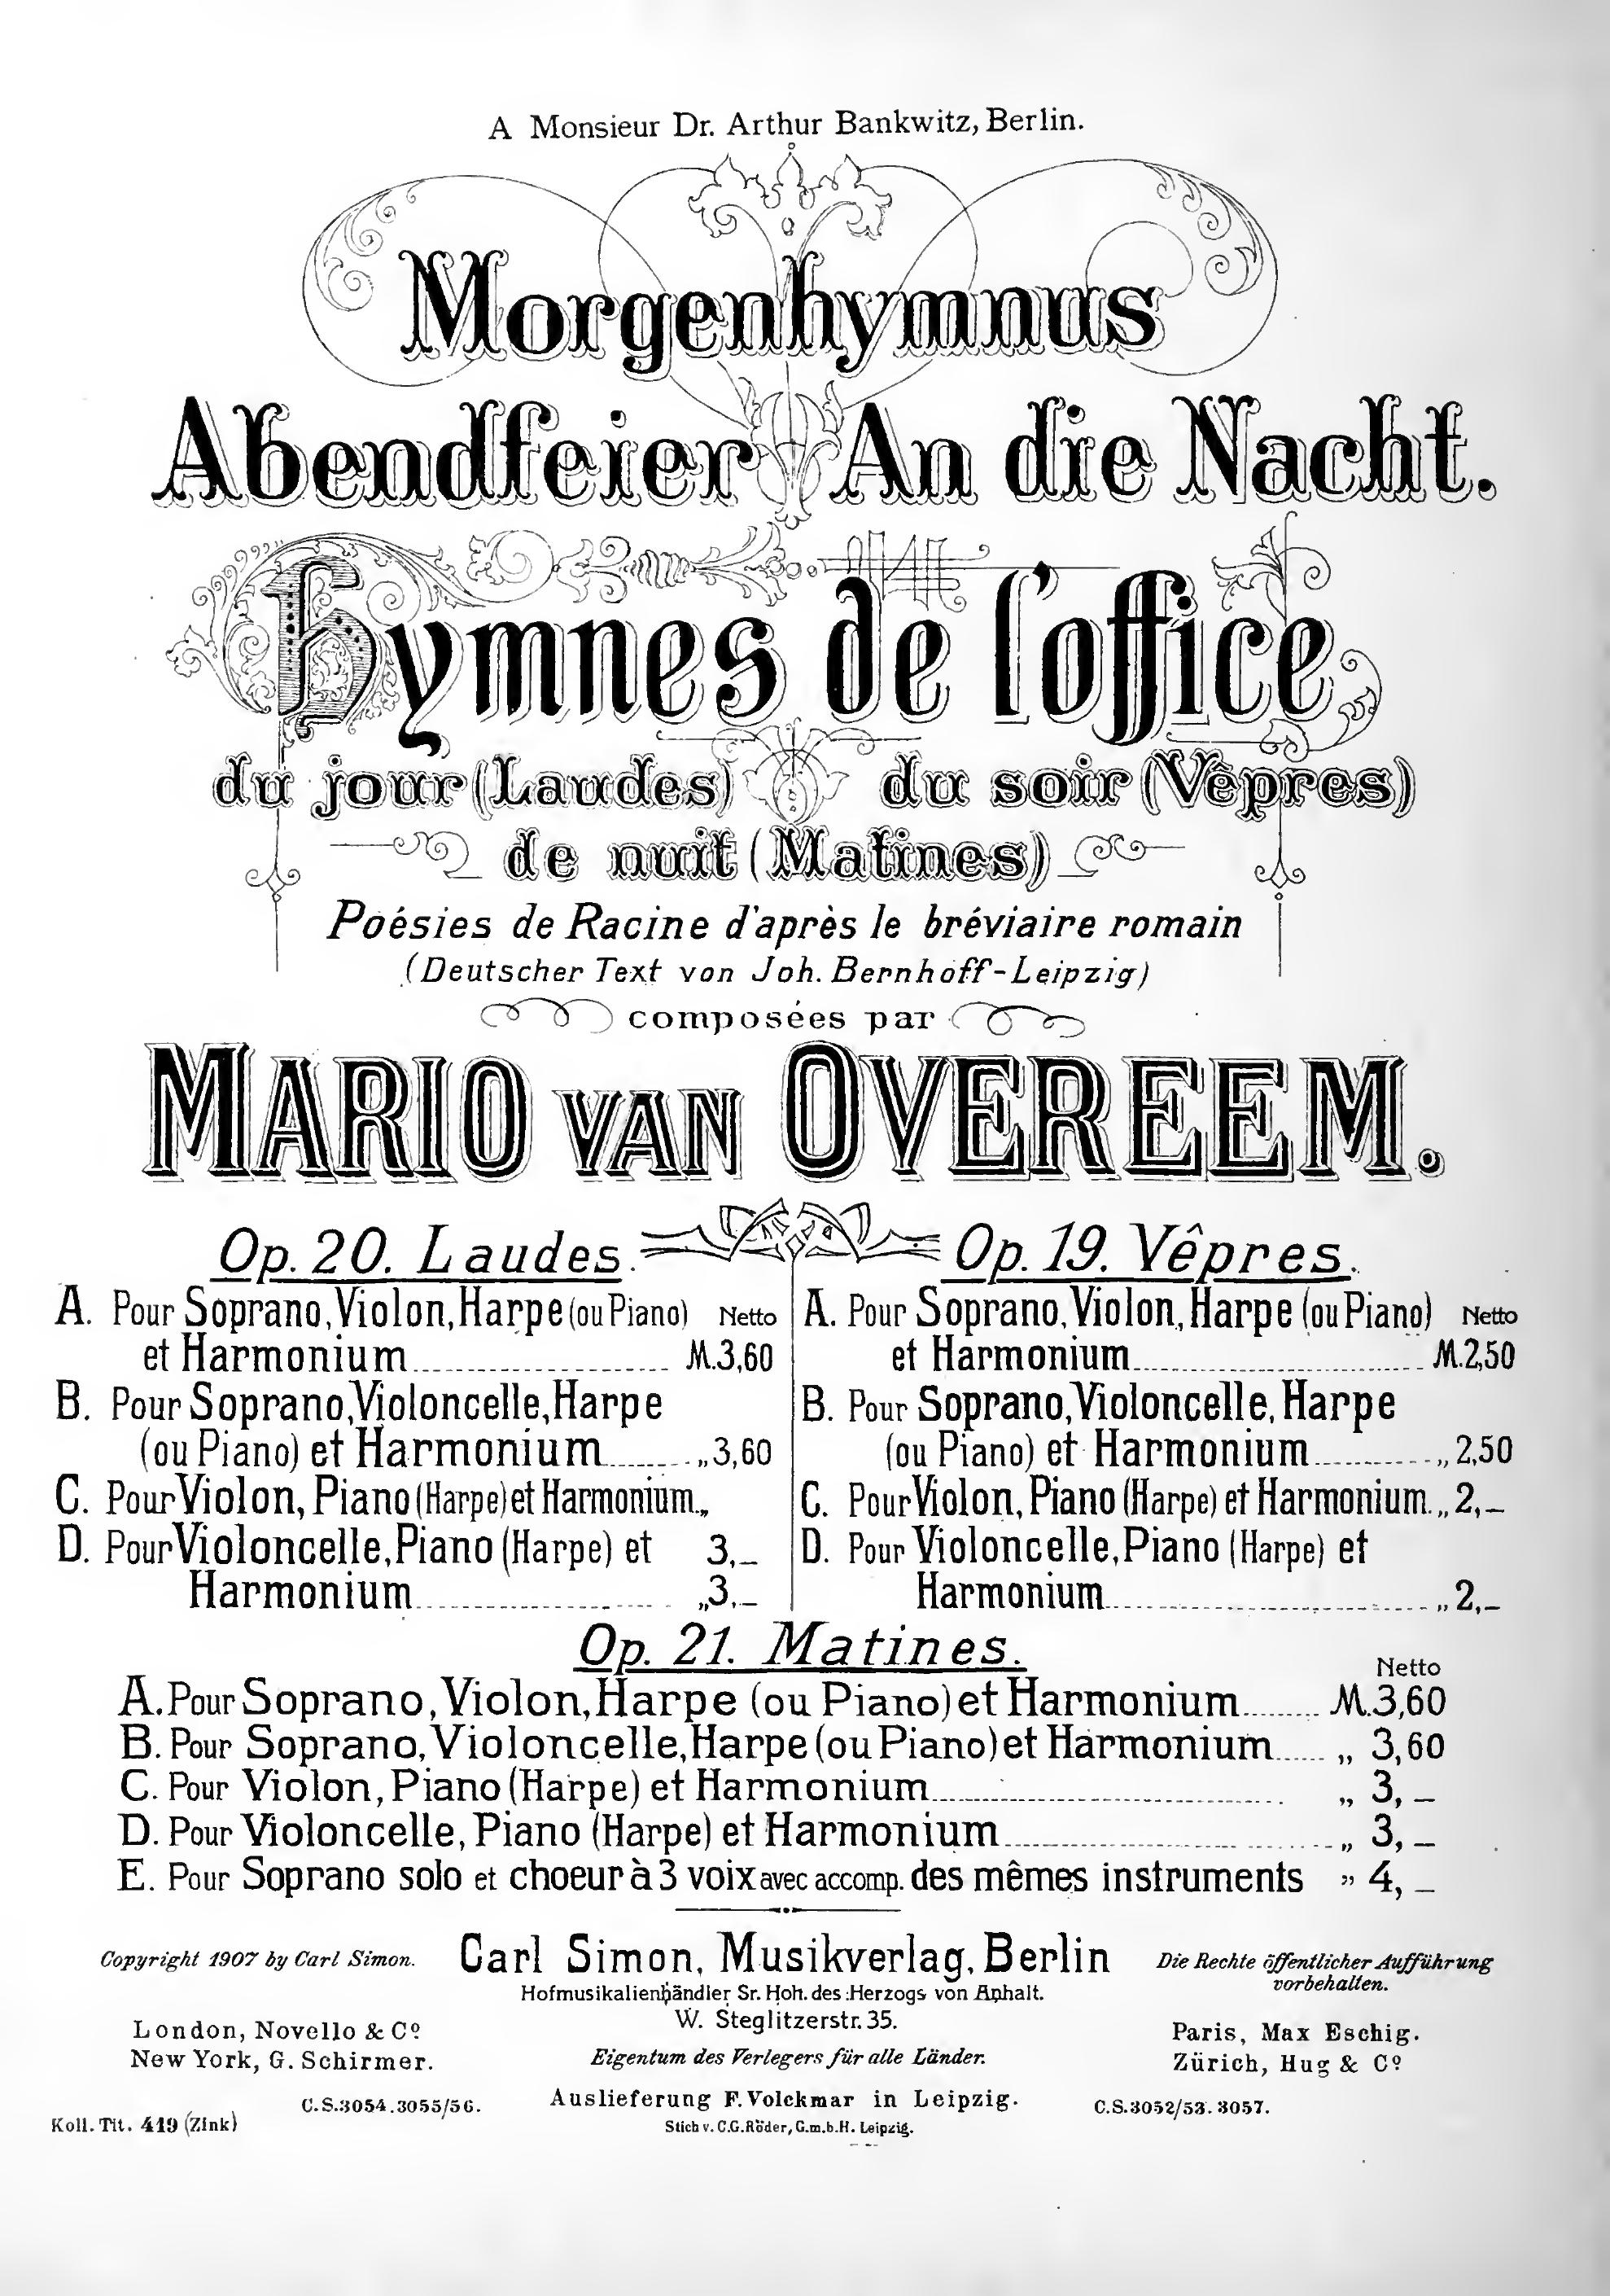 A Monsieur Dr. Arthur Bankwitz, Berlin.
Morgenhymnus
Abendfeier An die Nacht.
Hymnes de l'office
du jour (Laudes) du soir (Vêpres)
de nuit (Matines)
Poésies de Racine d'après le bréviaire romain
(Deutscher Text von Joh. Bernhoff-Leipzig)
composées par
MARIO VAN OVEREEM.
Op. 20. Laudes.
A. Pour Soprano, Violon, Harpe (ou Piano) Netto
et Harmonium M.3,60
B. Pour Soprano, Violoncelle, Harpe
(ou Piano) et Harmonium „3,60
C. Pour Violon, Piano (Harpe) et Harmonium „
D. Pour Violoncelle, Piano (Harpe) et 3,_
Harmonium „3,_
Op. 19. Vêpres.
A. Pour Soprano, Violon, Harpe (ou Piano) Netto
et Harmonium M.2,50
B. Pour Soprano, Violoncelle, Harpe
(ou Piano) et Harmonium „2,50
C. Pour Violon, Piano (Harpe) et Harmonium „2,_
D. Pour Violoncelle, Piano (Harpe) et
Harmonium „2,_
Op. 21. Matines.
Netto
A. Pour Soprano, Violon, Harpe (ou Piano) et Harmonium M.3,60
B. Pour Soprano, Violoncelle, Harpe (ou Piano) et Harmonium „ 3,60
C. Pour Violon, Piano (Harpe) et Harmonium „ 3,_
D. Pour Violoncelle, Piano (Harpe) et Harmonium „ 3,_
E. Pour Soprano solo et choeur à 3 voix avec accomp. des mêmes instruments ” 4,_
Copyright 1907 by Carl Simon.
Carl Simon, Musikverlag, Berlin
Die Rechte öffentlicher Aufführung
vorbehalten.
Hofmusikalienhändler Sr. Hoh. des Herzogs von Anhalt.
W. Steglitzerstr. 35.
London, Novello & Cº
New York, G. Schirmer.
Eigentum des Verlegers für alle Länder.
Paris, Max Eschig.
Zürich, Hug & Cº
C.S.3054.3055/56.
Auslieferung F. Volckmar in Leipzig.
C.S.3052/53.3057.
Koll. Tit. 419 (Zink)
Stich v. C.G.Röder, G.m.b.H. Leipzig.